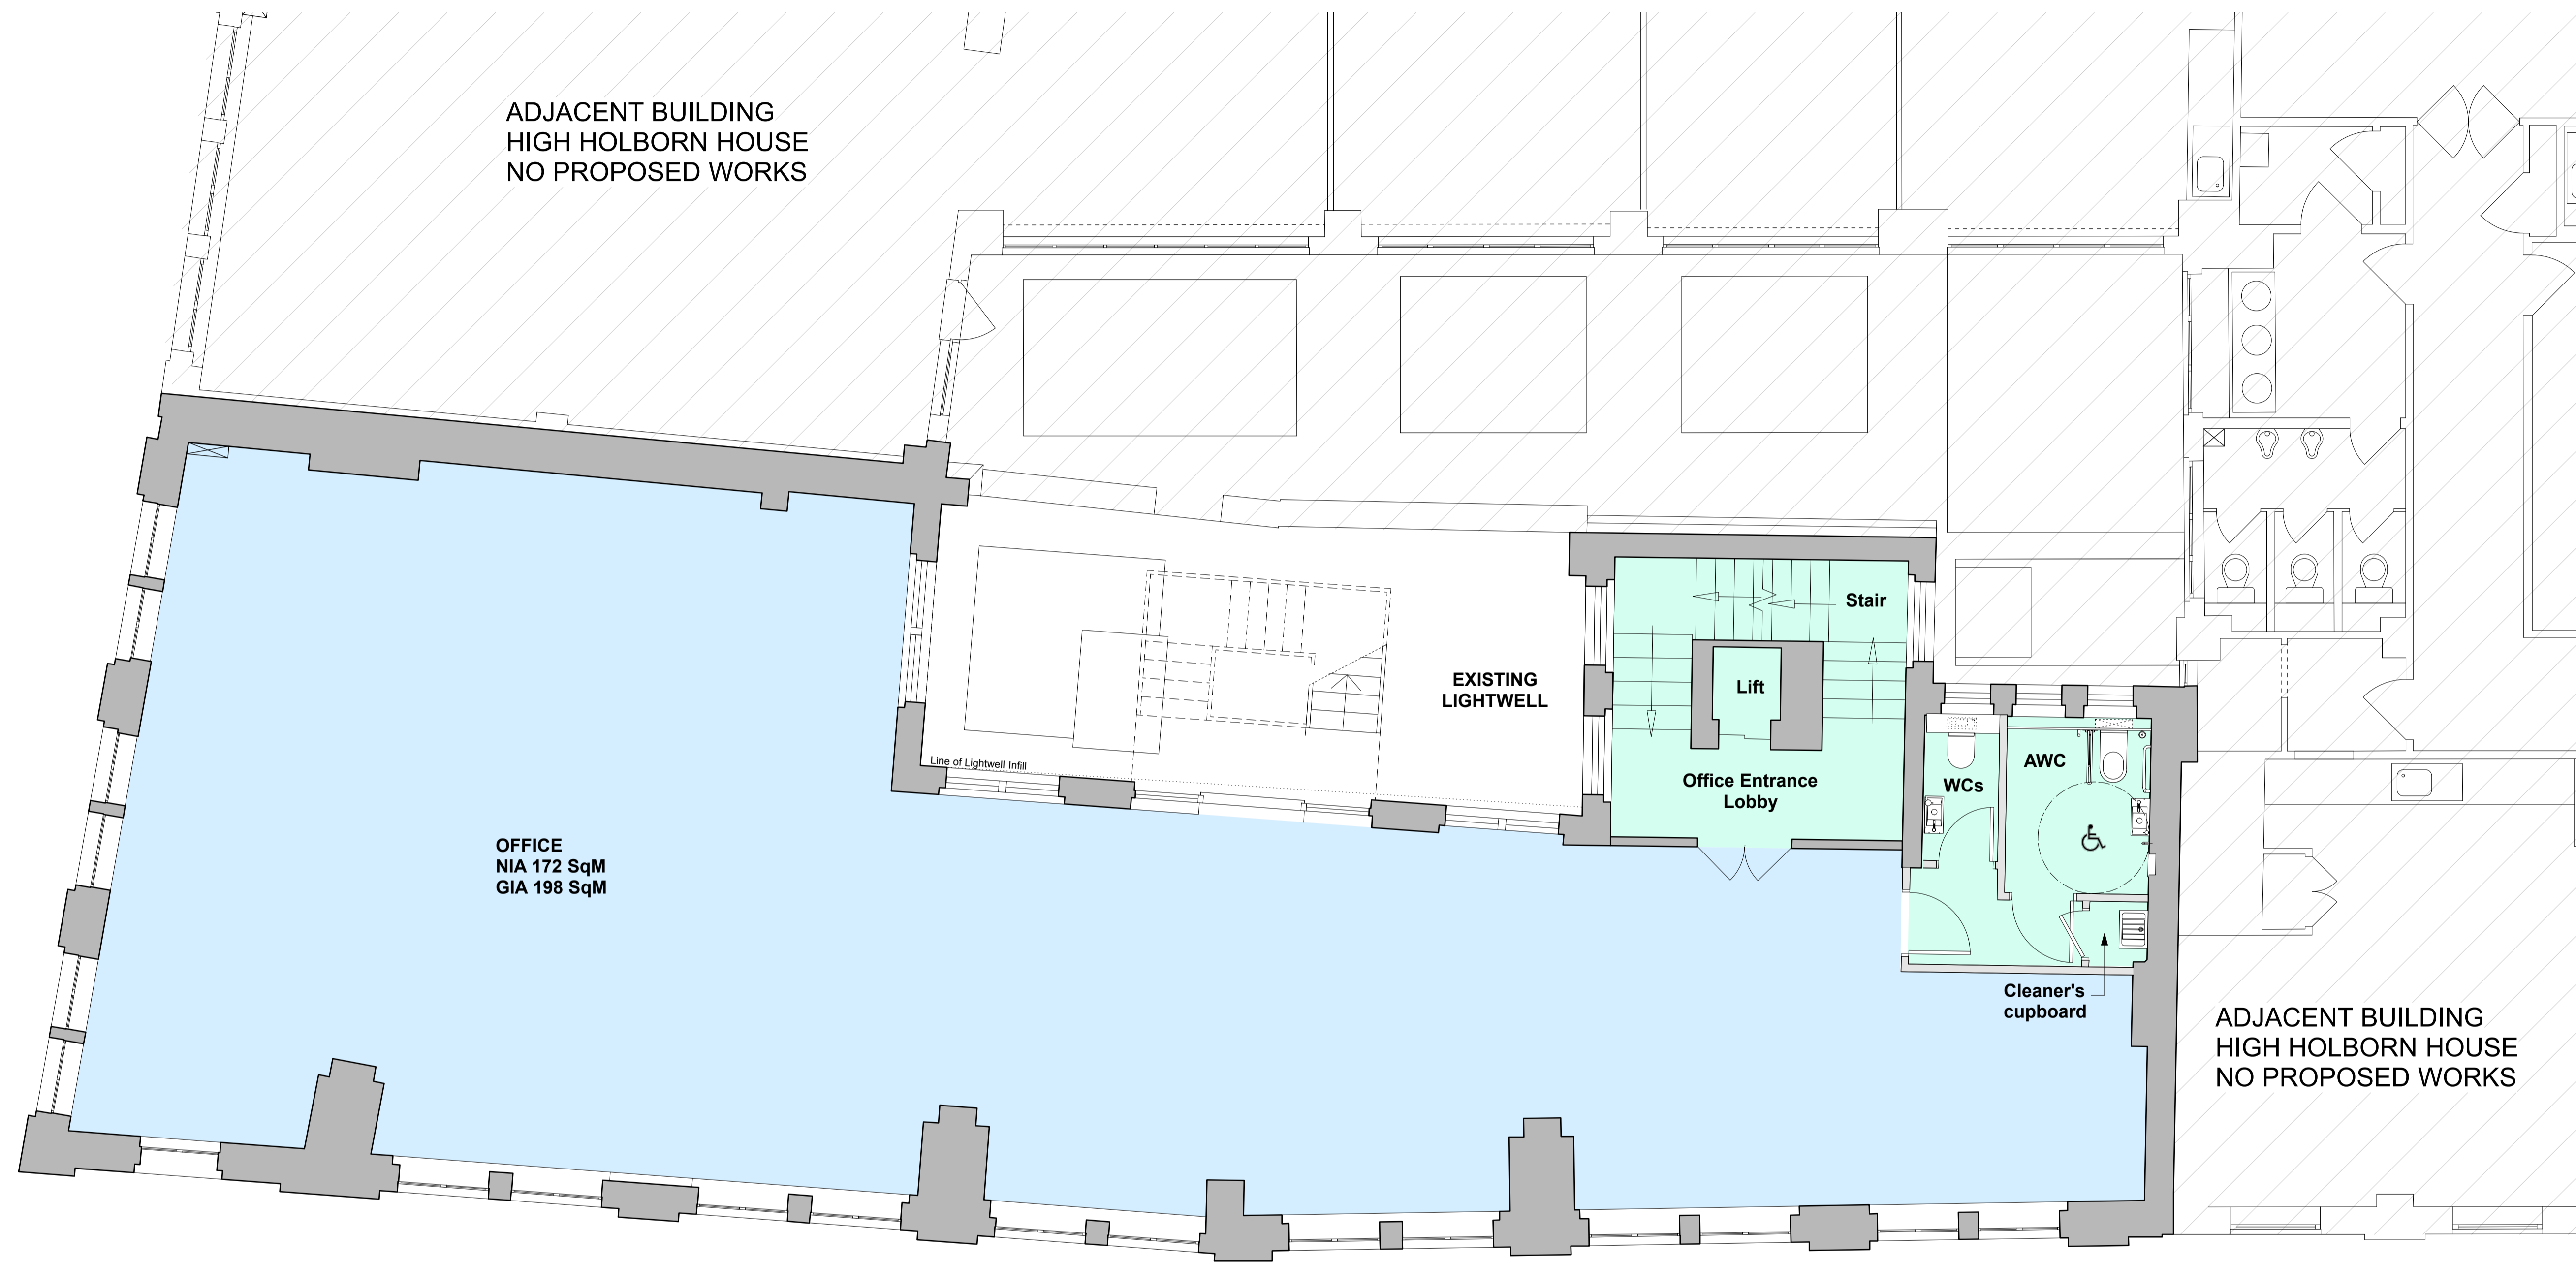 ADJACENT BUILDING
HIGH HOLBORN HOUSE
NO PROPOSED WORKS
Stair
EXISTING
LIGHTWELL
Lift
Line of Lightwell Infill
Office Entrance
Lobby
WCs
AWC
OFFICE
NIA 172 SqM
GIA 198 SqM
Cleaner's
cupboard
ADJACENT BUILDING
HIGH HOLBORN HOUSE
NO PROPOSED WORKS